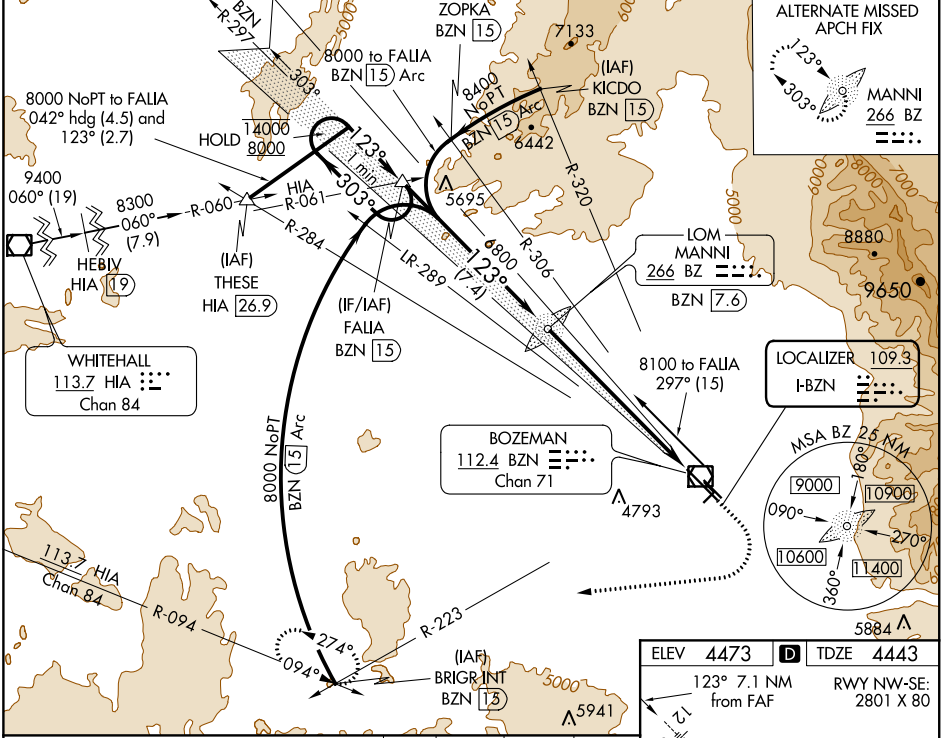 BZN
R-297
303°
8000 to FALIA
BZN 15 Arc
ZOPKA
BZN 15
7133
8400
NoPT
BZN 15 Arc
(IAF)
KICDO
BZN 15
6442
R-320
ALTERNATE MISSED
APCH FIX
123°
303°
MANNI
266 BZ
8000 NoPT to FALIA
042° hdg (4.5) and
123° (2.7)
HOLD
14000
8000
123°
1 min
303°
HIA
R-061
R-060
9400
060° (19)
8300
060°
(7.9)
HEBIV
HIA 19
(IAF)
THESE
HIA 26.9
R-284
LR-289
(IF/IAF)
FALIA
BZN 15
5695
R-306
4800
123°
(7.4)
LOM
MANNI
266 BZ
BZN 7.6
8880
9650
5000
6000
5000
7000
WHITEHALL
113.7 HIA
Chan 84
8100 to FALIA
297° (15)
LOCALIZER 109.3
I-BZN
BOZEMAN
112.4 BZN
Chan 71
4793
8000 NoPT
BZN 15 Arc
MSA BZ 25 NM
180°
9000
10900
090°
270°
10600
11400
360°
5884
113.7 HIA
Chan 84
R-094
274°
094°
R-223
(IAF)
BRIGR INT
BZN 15
5000
5941
ELEV 4473 D TDZE 4443
123° 7.1 NM
from FAF
RWY NW-SE:
2801 X 80
12